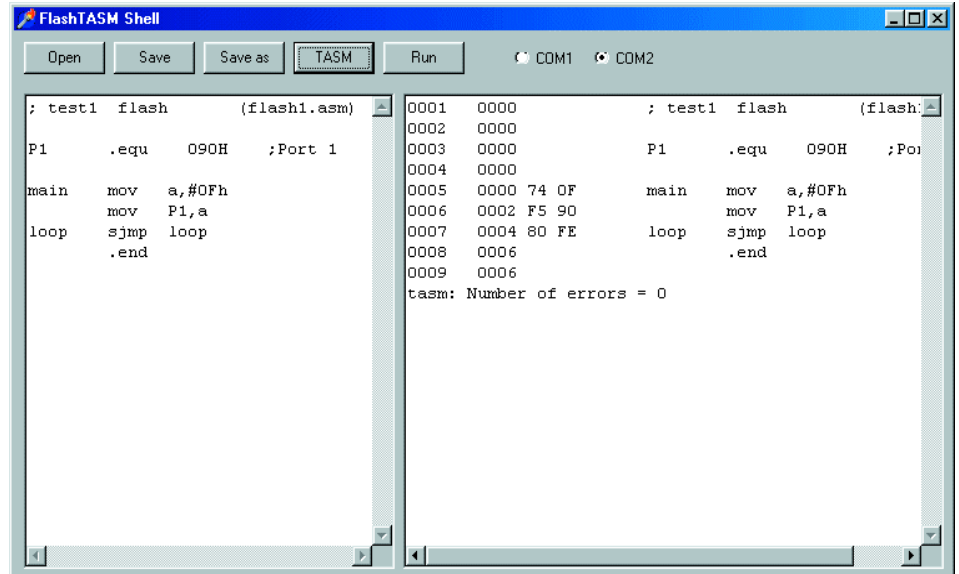 FlashTASM Shell
Open Save Save as TASM Run COM1 COM2
; test1 flash (flash1.asm)
P1 .equu 090H ;Port 1
main mov a,#0Fh
mov P1,a
loop sjmp loop
.end
0001 0000 ; test1 flash (flash
0002 0000
0003 0000 P1 .equ 090H ;Por
0004 0000
0005 0000 74 0F main mov a,#0Fh
0006 0002 F5 90 mov P1,a
0007 0004 80 FE loop sjmp loop
0008 0006 .end
0009 0006
tasm: Number of errors = 0